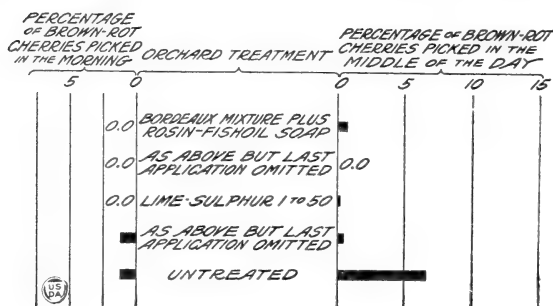 PERCENTAGE
OF BROWN-ROT
CHERRIES PICKED
IN THE MORNING
ORCHARD TREATMENT
PERCENTAGE OF BROWN-ROT
CHERRIES PICKED IN THE
MIDDLE OF THE DAY
5 0 0 5 10 15
0.0 BORDEAUX MIXTURE PLUS
ROSIN-FISHOIL SOAP
0.0 AS ABOVE BUT LAST 0.0
APPLICATION OMITTED
0.0 LIME-SULPHUR 1 TO 50
AS ABOVE BUT LAST
APPLICATION OMITTED
UNTREATED
US
DA